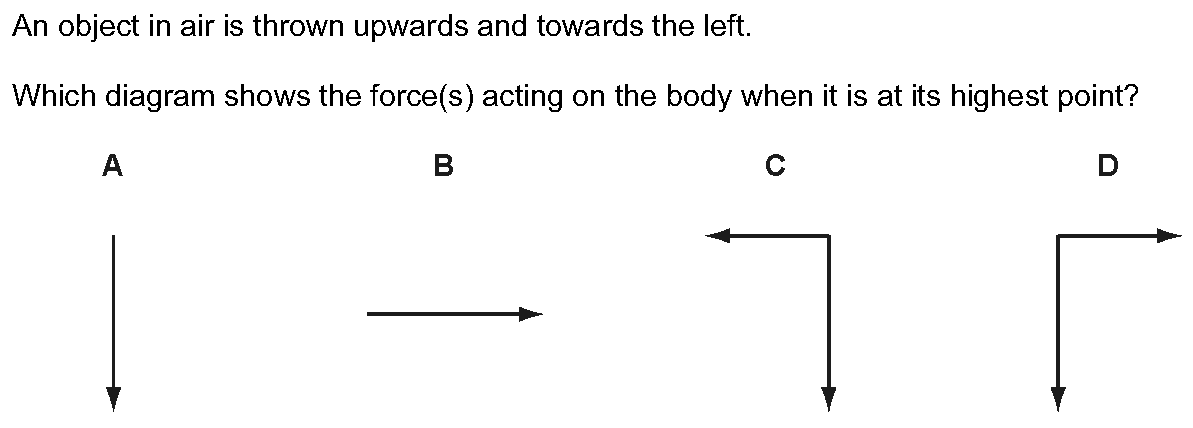 An object in air is thrown upwards and towards the left.
Which diagram shows the force(s) acting on the body when it is at its highest point?
A B C D